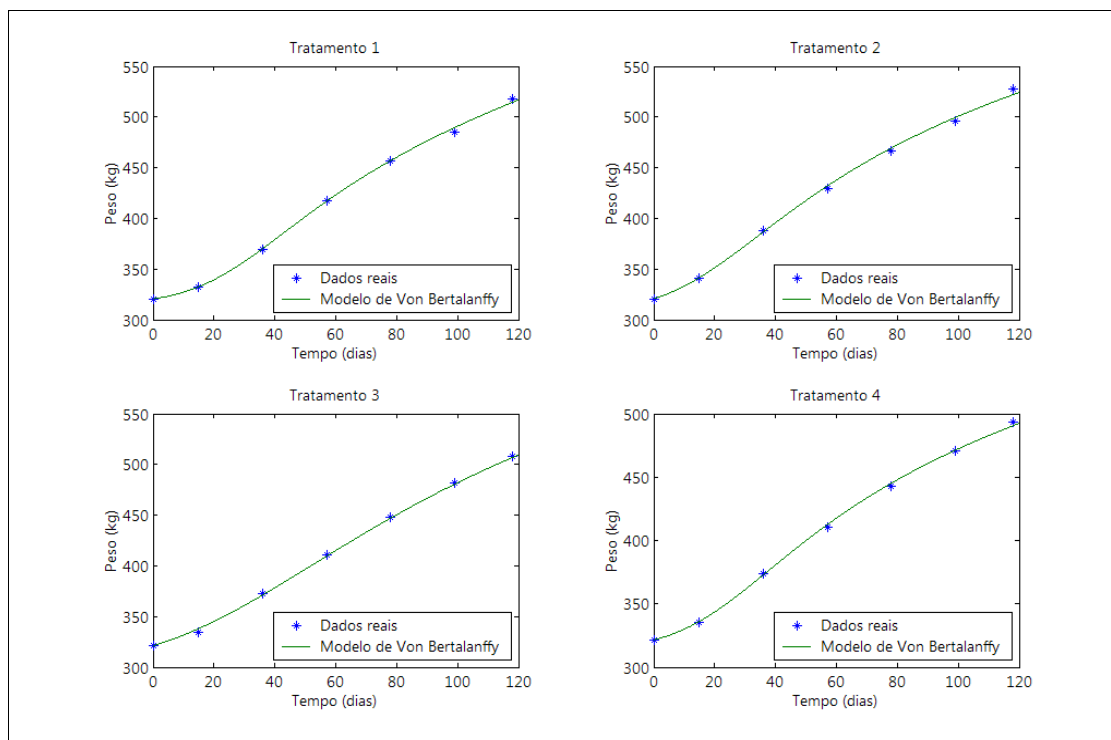 Tratamento 1
550
500
450
400
350
300
Peso (kg)
0 20 40 60 80 100 120
Tempo (dias)
Dados reais
Modelo de Von Bertalanffy
Tratamento 2
550
500
450
400
350
300
Peso (kg)
0 20 40 60 80 100 120
Tempo (dias)
Dados reais
Modelo de Von Bertalanffy
Tratamento 3
550
500
450
400
350
300
Peso (kg)
0 20 40 60 80 100 120
Tempo (dias)
Dados reais
Modelo de Von Bertalanffy
Tratamento 4
500
450
400
350
300
Peso (kg)
0 20 40 60 80 100 120
Tempo (dias)
Dados reais
Modelo de Von Bertalanffy